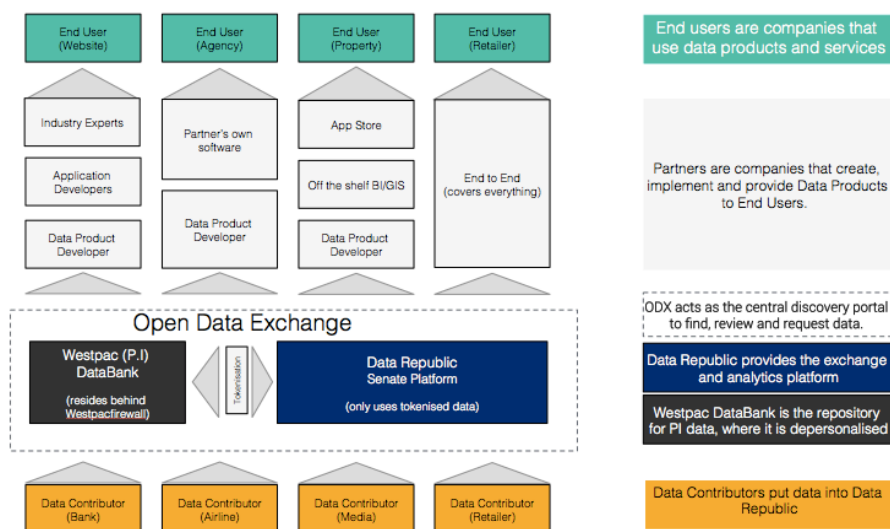 End User
(Website)
End User
(Agency)
End User
(Property)
End User
(Retailer)
End users are companies that
use data products and services
Industry Experts
Application
Developers
Data Product
Developer
Partner's own
software
Data Product
Developer
App Store
Off the shelf BI/GIS
Data Product
Developer
End to End
(covers everything)
Partners are companies that create,
implement and provide Data Products
to End Users.
Open Data Exchange
Westpac (P.I)
DataBank
(resides behind
Westpacfirewall)
Tokenisation
Data Republic
Senate Platform
(only uses tokenised data)
ODX acts as the central discovery portal
to find, review and request data.
Data Republic provides the exchange
and analytics platform
Westpac DataBank is the repository
for PI data, where it is depersonalised
Data Contributor
(Bank)
Data Contributor
(Airline)
Data Contributor
(Media)
Data Contributor
(Retailer)
Data Contributors put data into Data
Republic